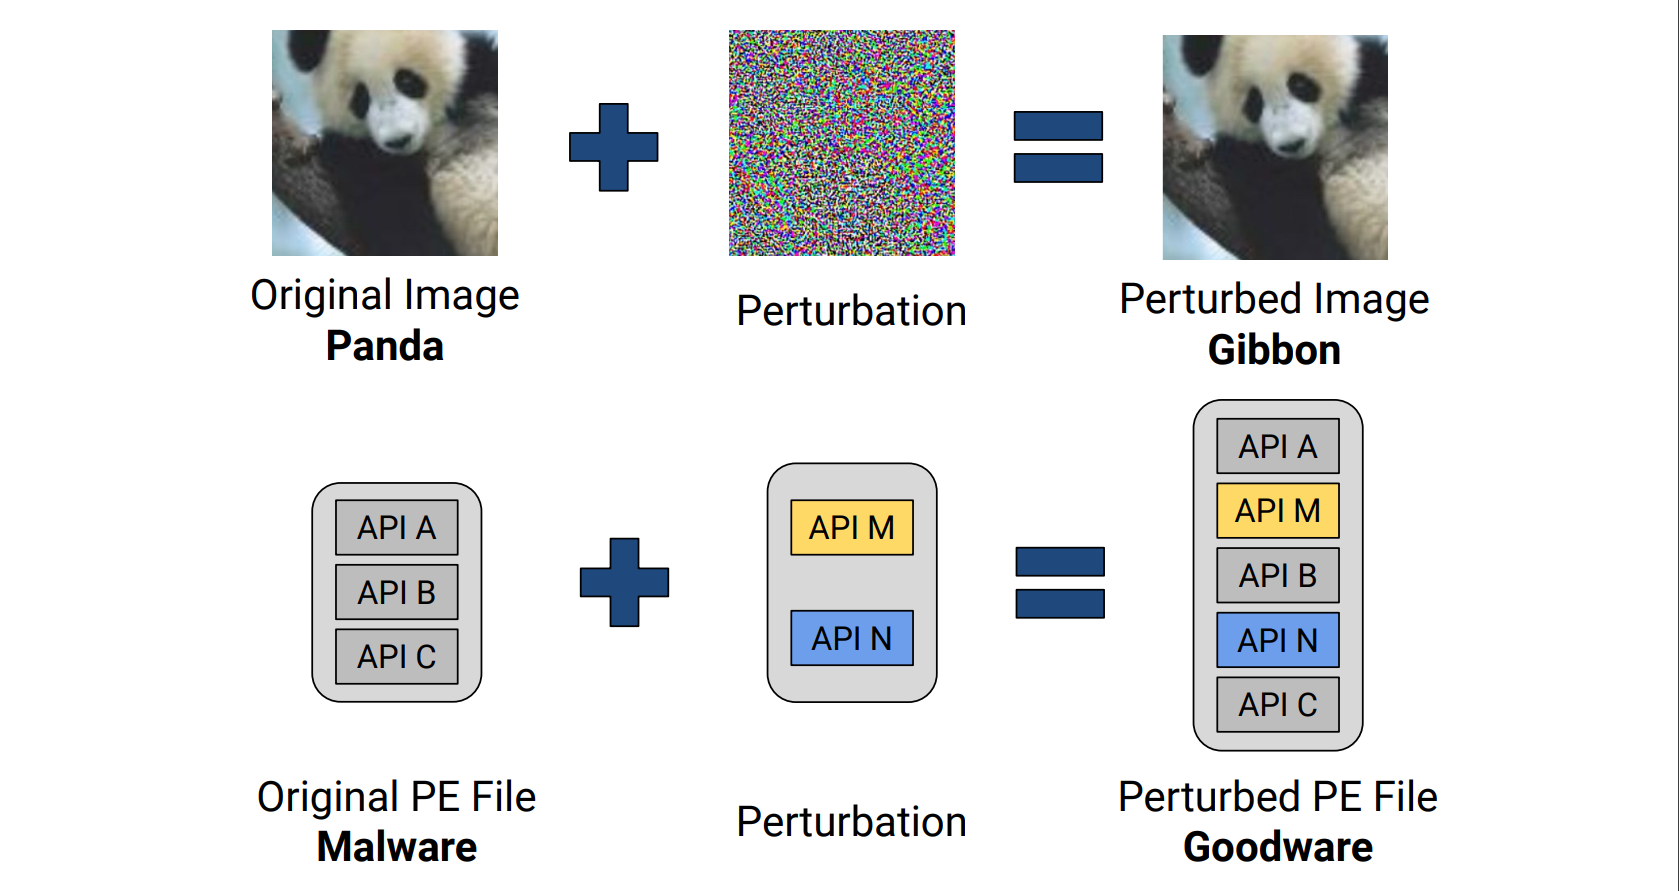 Original Image
Panda
Perturbation
Perturbed Image
Gibbon
API A
API B
API C
API M
API N
API A
API M
API B
API N
API C
Original PE File
Malware
Perturbation
Perturbed PE File
Goodware